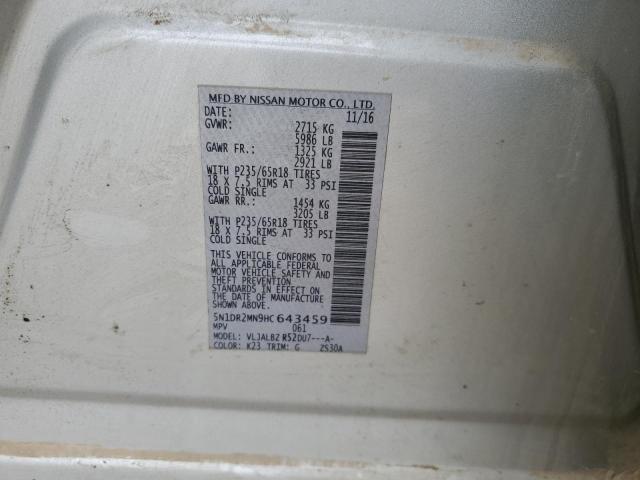 MFD BY NISSAN MOTOR CO., LTD.
DATE: 11/16
GVWR: 2715 KG
5986 LB
GAWR FR.: 1325 KG
2921 LB
WITH P235/65R18 TIRES
18 X 7.5 RIMS AT 33 PSI
COLD SINGLE
GAWR RR.: 1454 KG
3205 LB
WITH P235/65R18 TIRES
18 X 7.5 RIMS AT 33 PSI
COLD SINGLE
THIS VEHICLE CONFORMS TO
ALL APPLICABLE FEDERAL
MOTOR VEHICLE SAFETY AND
THEFT PREVENTION
STANDARDS IN EFFECT ON
THE DATE OF MANUFACTURE
SHOWN ABOVE.
5N1DR2MN9HC643459
MPV 061
MODEL: VLJALBZ R52DU7---A-
COLOR: K23 TRIM: G ZS30A